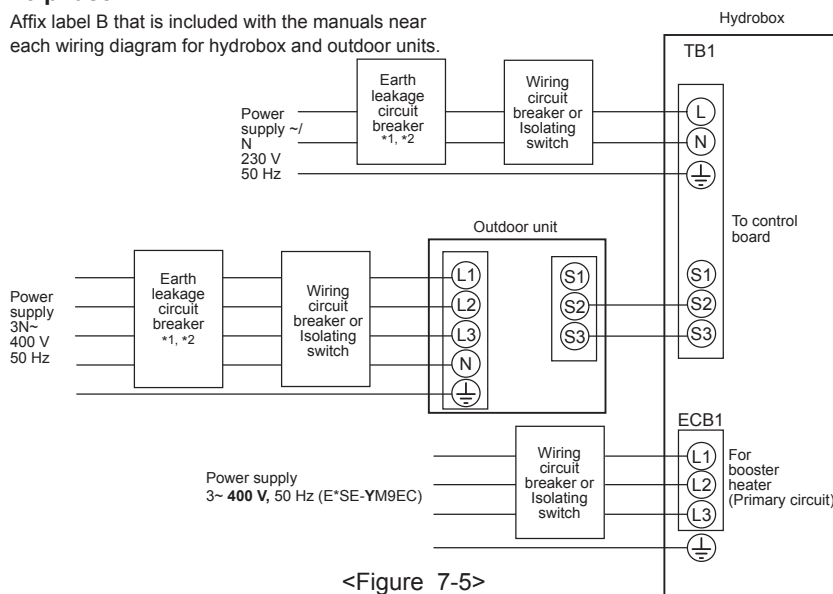 Affix label B that is included with the manuals near
each wiring diagram for hydrobox and outdoor units.
Hydrobox
TB1
Power
supply ~/
N
230 V
50 Hz
Earth
leakage
circuit
breaker
*1, *2
Wiring
circuit
breaker or
Isolating
switch
L
N
To control
board
S1
S2
S3
Outdoor unit
Power
supply
3N~
400 V
50 Hz
Earth
leakage
circuit
breaker
*1, *2
Wiring
circuit
breaker or
Isolating
switch
L1
L2
L3
N
S1
S2
S3
ECB1
Power supply
3~ 400 V, 50 Hz (E*SE-YM9EC)
Wiring
circuit
breaker or
Isolating
switch
L1
L2
L3
For
booster
heater
(Primary circuit)
<Figure 7-5>